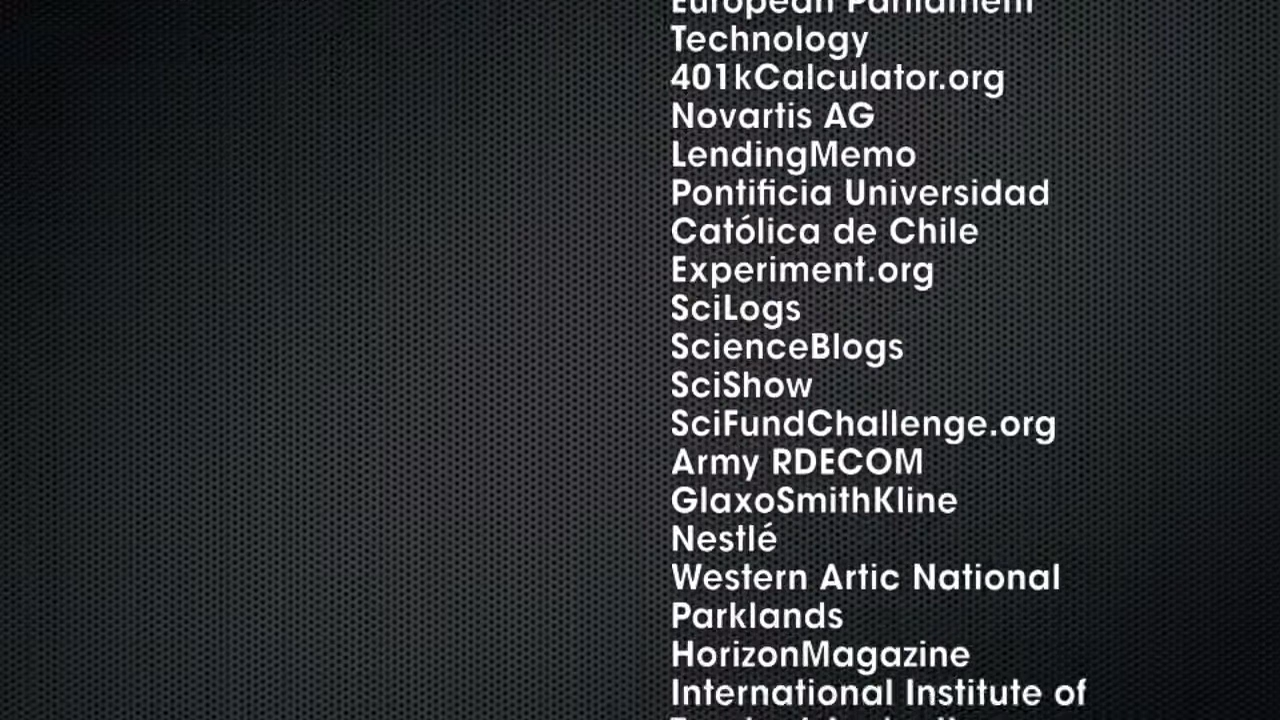 European Parliament
Technology
401kCalculator.org
Novartis AG
LendingMemo
Pontificia Universidad
Católica de Chile
Experiment.org
SciLogs
ScienceBlogs
SciShow
SciFundChallenge.org
Army RDECOM
GlaxoSmithKline
Nestlé
Western Artic National
Parklands
HorizonMagazine
International Institute of